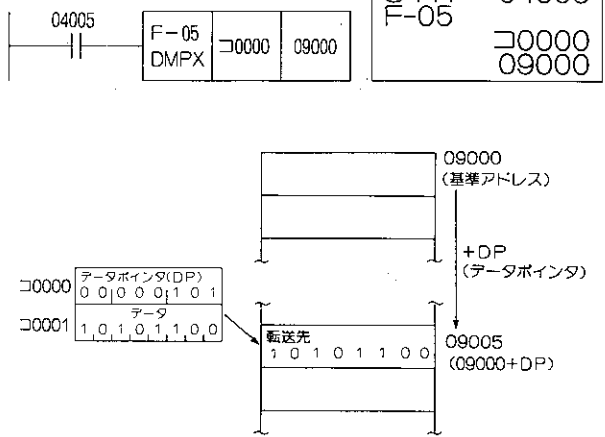 04005
F-05
DMPX
コ0000
09000
F-05
コ0000
09000
09000
(基準アドレス)
+DP
(データポインタ)
コ0000
データポインタ(DP)
0 0 0 0 0 1 0 1
コ0001
データ
1 0 1 0 1 1 0 0
転送先
1 0 1 0 1 1 0 0
09005
(09000+DP)